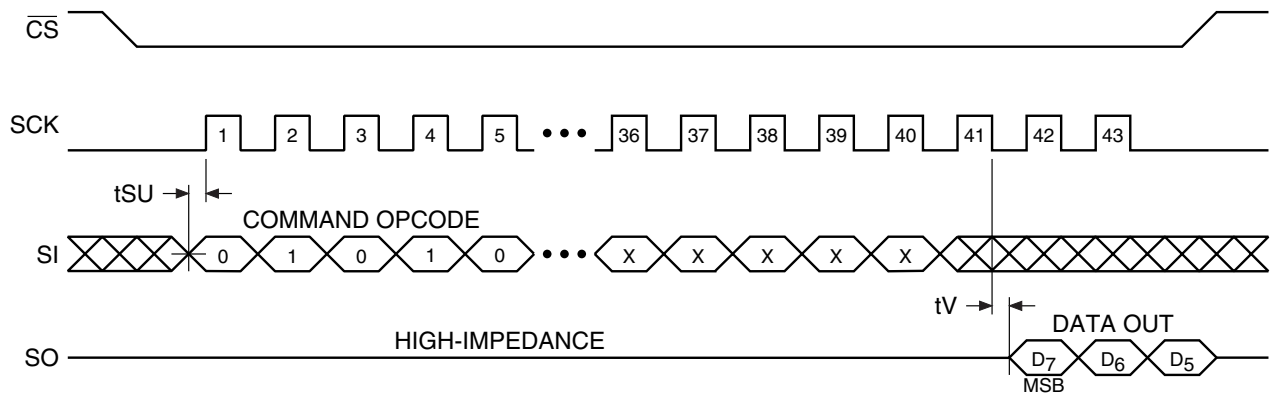 CS
SCK
1 2 3 4 5 ••• 36 37 38 39 40 41 42 43
tSU
COMMAND OPCODE
SI
0 1 0 1 0 ••• X X X X X
tV
DATA OUT
HIGH-IMPEDANCE
SO
D7 D6 D5
MSB